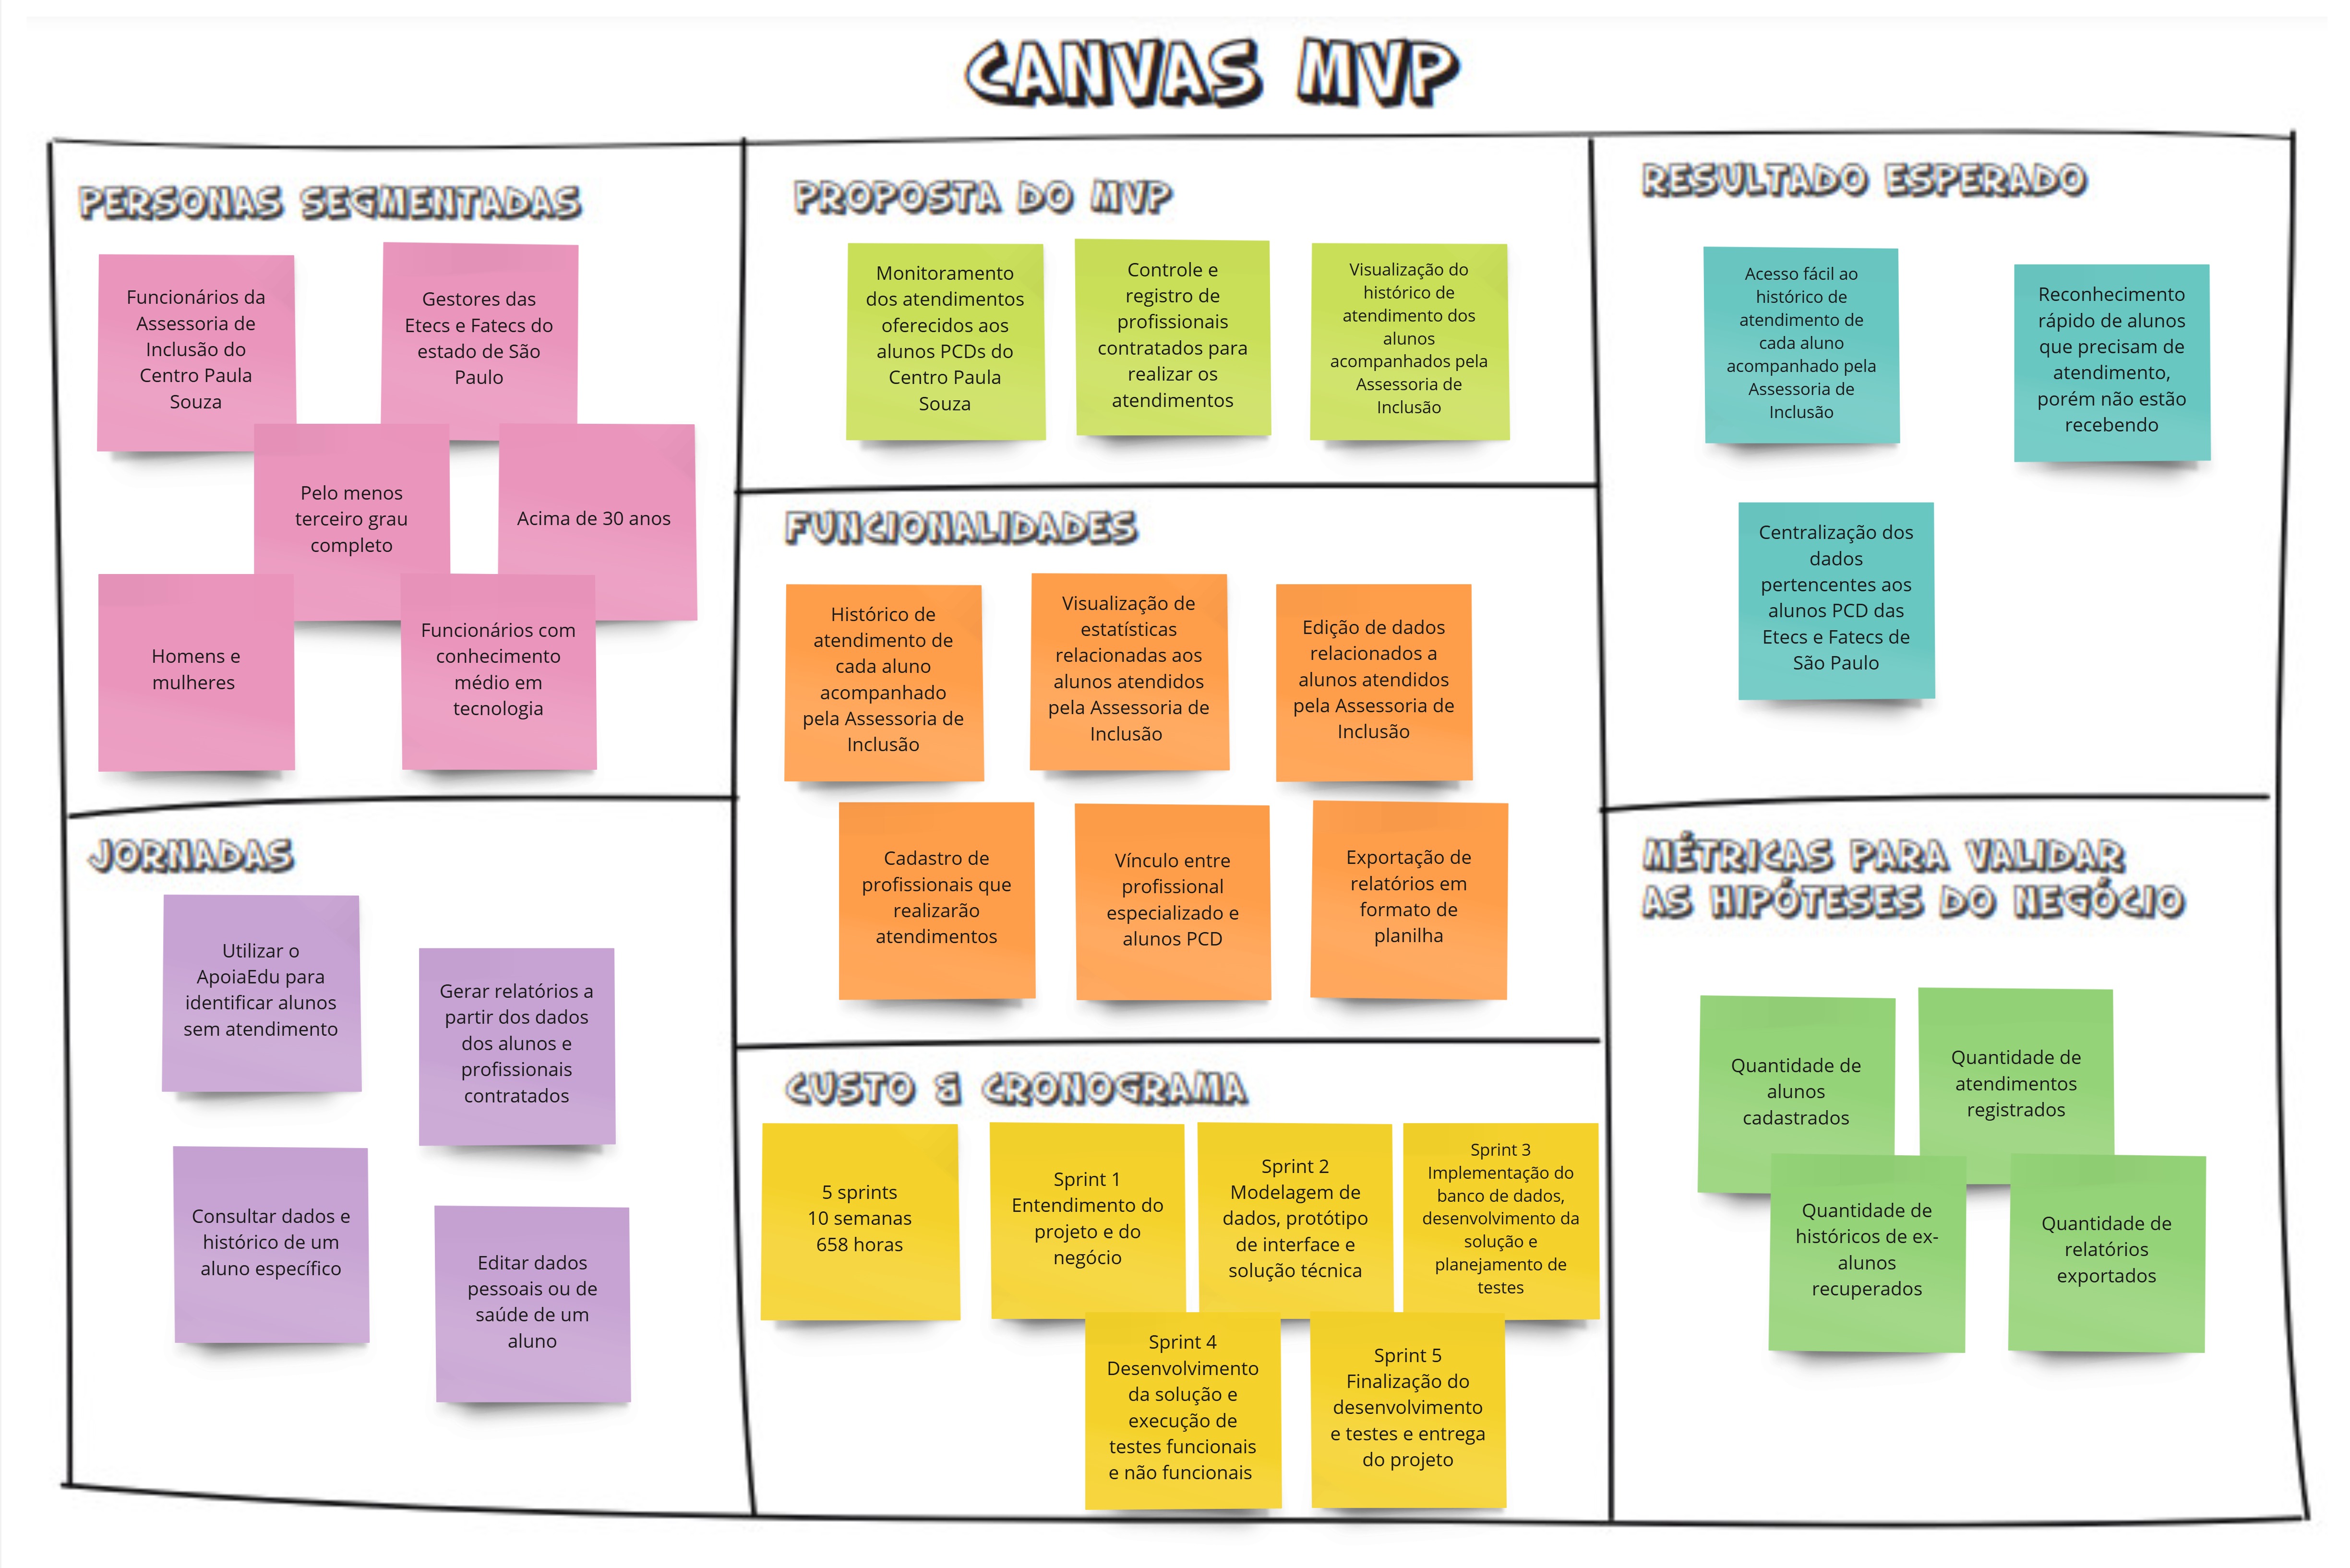 CANVAS MVP
PERSONAS SEGMENTADAS
Funcionários da
Assessoria de
Inclusão do
Centro Paula
Souza
Gestores das
Etecs e Fatecs do
estado de São
Paulo
Pelo menos
terceiro grau
completo
Acima de 30 anos
Homens e
mulheres
Funcionários com
conhecimento
médio em
tecnologia
JORNADAS
Utilizar o
ApoiaEdu para
identificar alunos
sem atendimento
Gerar relatórios a
partir dos dados
dos alunos e
profissionais
contratados
Consultar dados e
histórico de um
aluno específico
Editar dados
pessoais ou de
saúde de um
aluno
PROPOSTA DO MVP
Monitoramento
dos atendimentos
oferecidos aos
alunos PCDs do
Centro Paula
Souza
Controle e
registro de
profissionais
contratados para
realizar os
atendimentos
Visualização do
histórico de
atendimento dos
alunos
acompanhados pela
Assessoria de
Inclusão
FUNCIONALIDADES
Histórico de
atendimento de
cada aluno
acompanhado
pela Assessoria de
Inclusão
Visualização de
estatísticas
relacionadas aos
alunos atendidos
pela Assessoria de
Inclusão
Edição de dados
relacionados a
alunos atendidos
pela Assessoria de
Inclusão
Cadastro de
profissionais que
realizarão
atendimentos
Vínculo entre
profissional
especializado e
alunos PCD
Exportação de
relatórios em
formato de
planilha
CUSTO & CRONOGRAMA
5 sprints
10 semanas
658 horas
Sprint 1
Entendimento do
projeto e do
negócio
Sprint 2
Modelagem de
dados, protótipo
de interface e
solução técnica
Sprint 3
Implementação do
banco de dados,
desenvolvimento da
solução e
planejamento de
testes
Sprint 4
Desenvolvimento
da solução e
execução de
testes funcionais
e não funcionais
Sprint 5
Finalização do
desenvolvimento
e testes e entrega
do projeto
RESULTADO ESPERADO
Acesso fácil ao
histórico de
atendimento de
cada aluno
acompanhado pela
Assessoria de
Inclusão
Reconhecimento
rápido de alunos
que precisam de
atendimento,
porém não estão
recebendo
Centralização dos
dados
pertencentes aos
alunos PCD das
Etecs e Fatecs de
São Paulo
MÉTRICAS PARA VALIDAR
AS HIPÓTESES DO NEGÓCIO
Quantidade de
alunos
cadastrados
Quantidade de
atendimentos
registrados
Quantidade de
históricos de ex-
alunos
recuperados
Quantidade de
relatórios
exportados